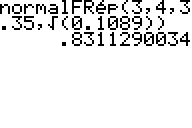 normalFRép(3,4,3
.35,√(0.1089))
.8311290034